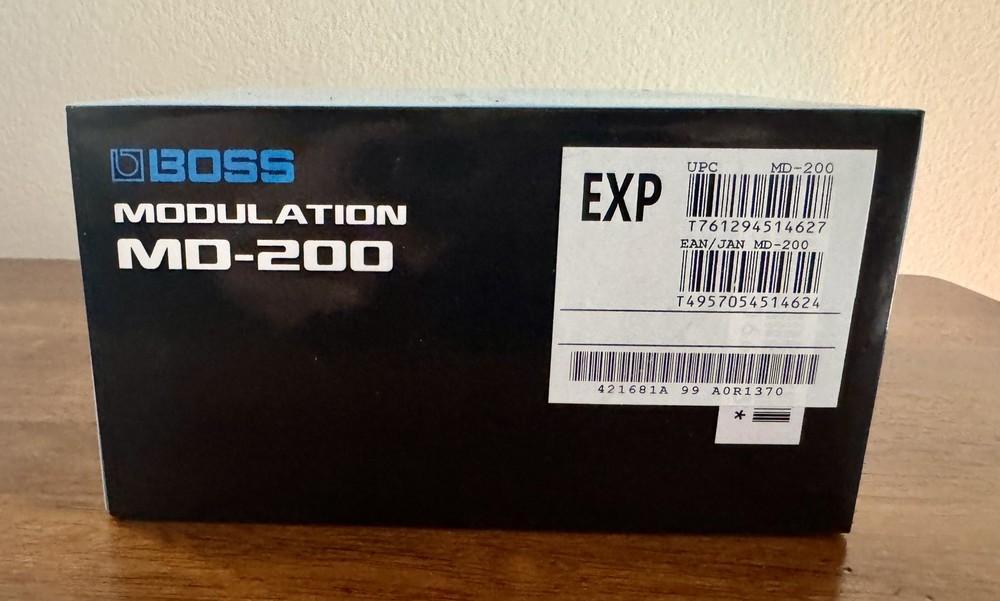 BOSS
MODULATION
MD-200
EXP
UPC MD-200
T761294514627
EAN/JAN MD-200
T4957054514624
421681A 99 A0R1370
*